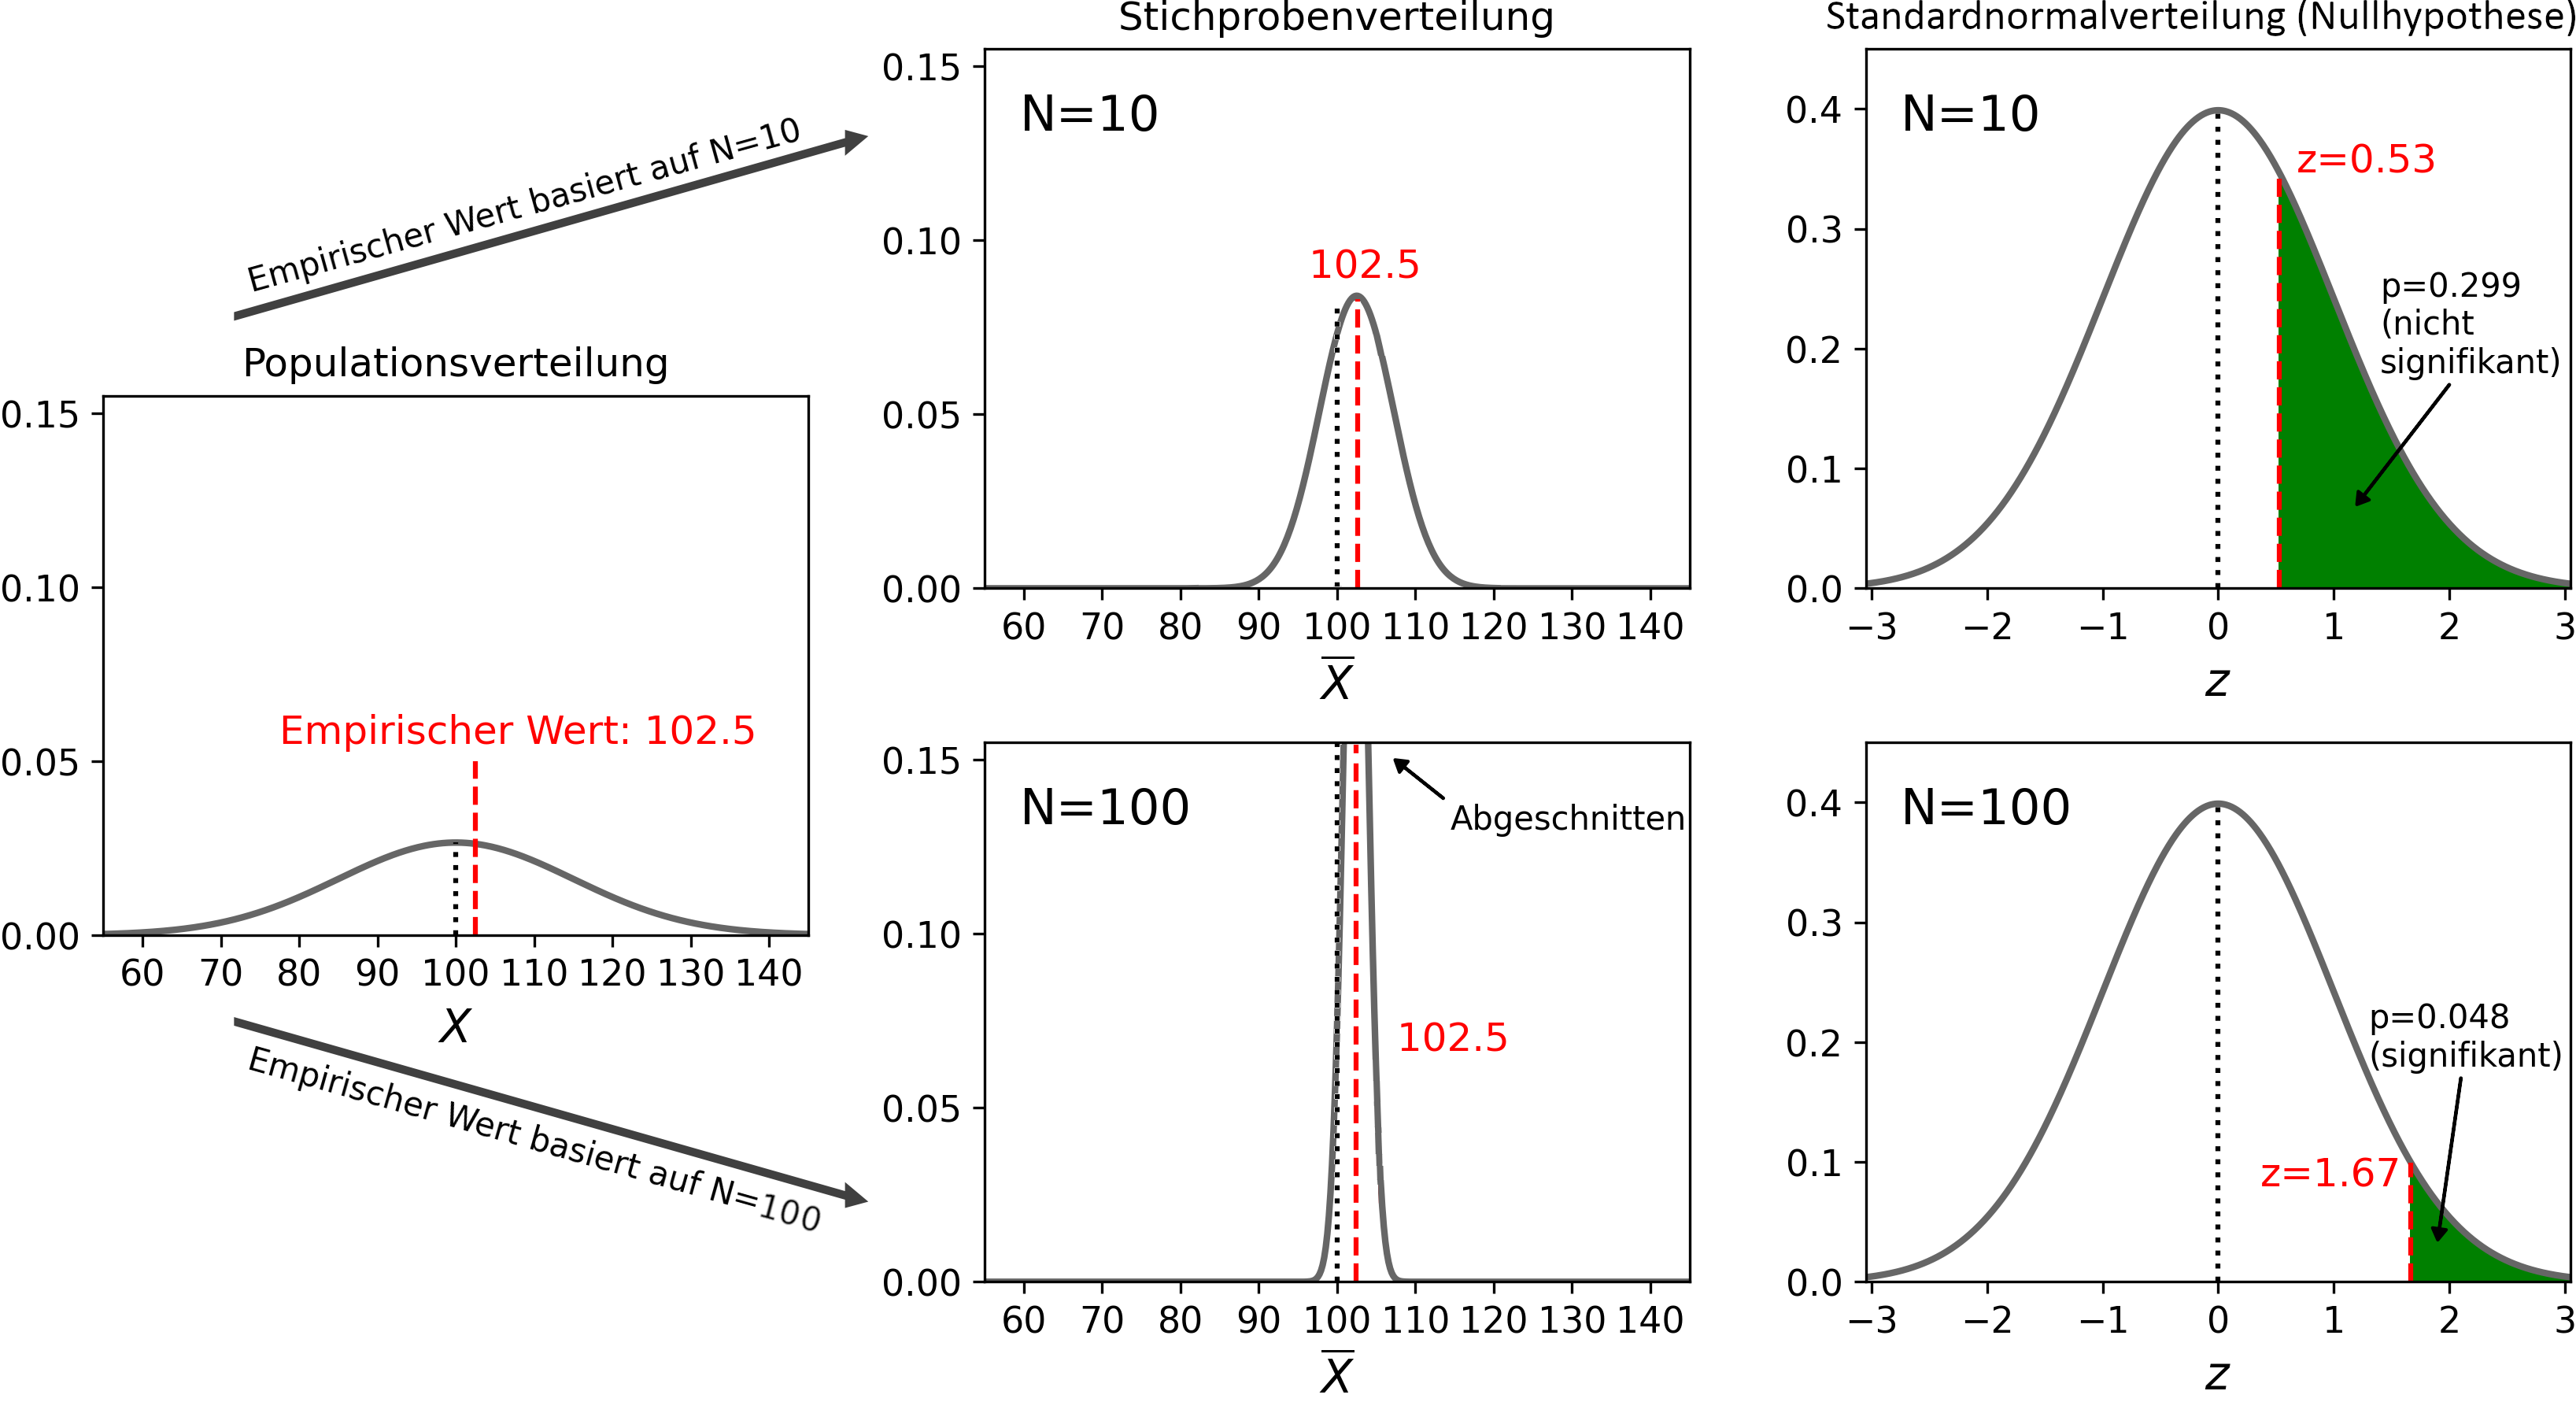 Empirischer Wert basiert auf N=10
Populationsverteilung
0.15
0.10
0.05
0.00
Empirischer Wert: 102.5
60 70 80 90 100 110 120 130 140
X
Empirischer Wert basiert auf N=100
Stichprobenverteilung
0.15
0.10
0.05
0.00
N=10
102.5
60 70 80 90 100 110 120 130 140
X̅
Standardnormalverteilung (Nullhypothese)
0.4
0.3
0.2
0.1
0.0
N=10
z=0.53
p=0.299
(nicht
signifikant)
−3 −2 −1 0 1 2 3
z
0.15
0.10
0.05
0.00
N=100
Abgeschnitten
102.5
60 70 80 90 100 110 120 130 140
X̅
0.4
0.3
0.2
0.1
0.0
N=100
p=0.048
(signifikant)
z=1.67
−3 −2 −1 0 1 2 3
z